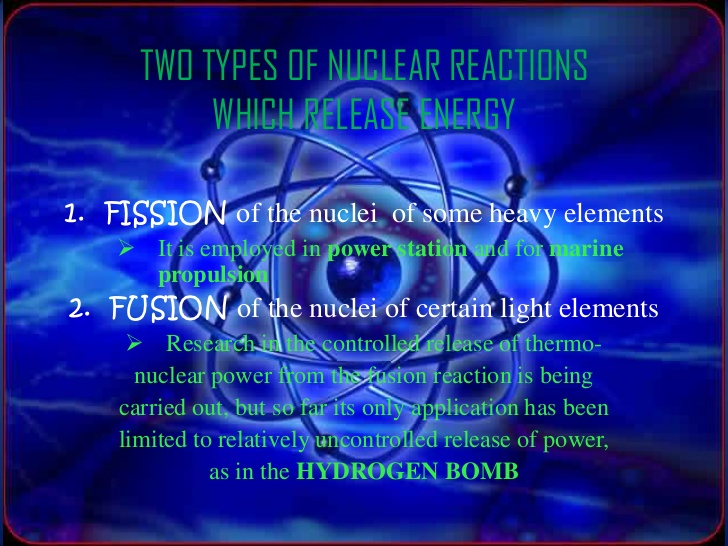 TWO TYPES OF NUCLEAR REACTIONS
WHICH RELEASE ENERGY
1. FISSION of the nuclei of some heavy elements
➢ It is employed in power station and for marine
propulsion
2. FUSION of the nuclei of certain light elements
➢ Research in the controlled release of thermo-
nuclear power from the fusion reaction is being
carried out, but so far its only application has been
limited to relatively uncontrolled release of power,
as in the HYDROGEN BOMB